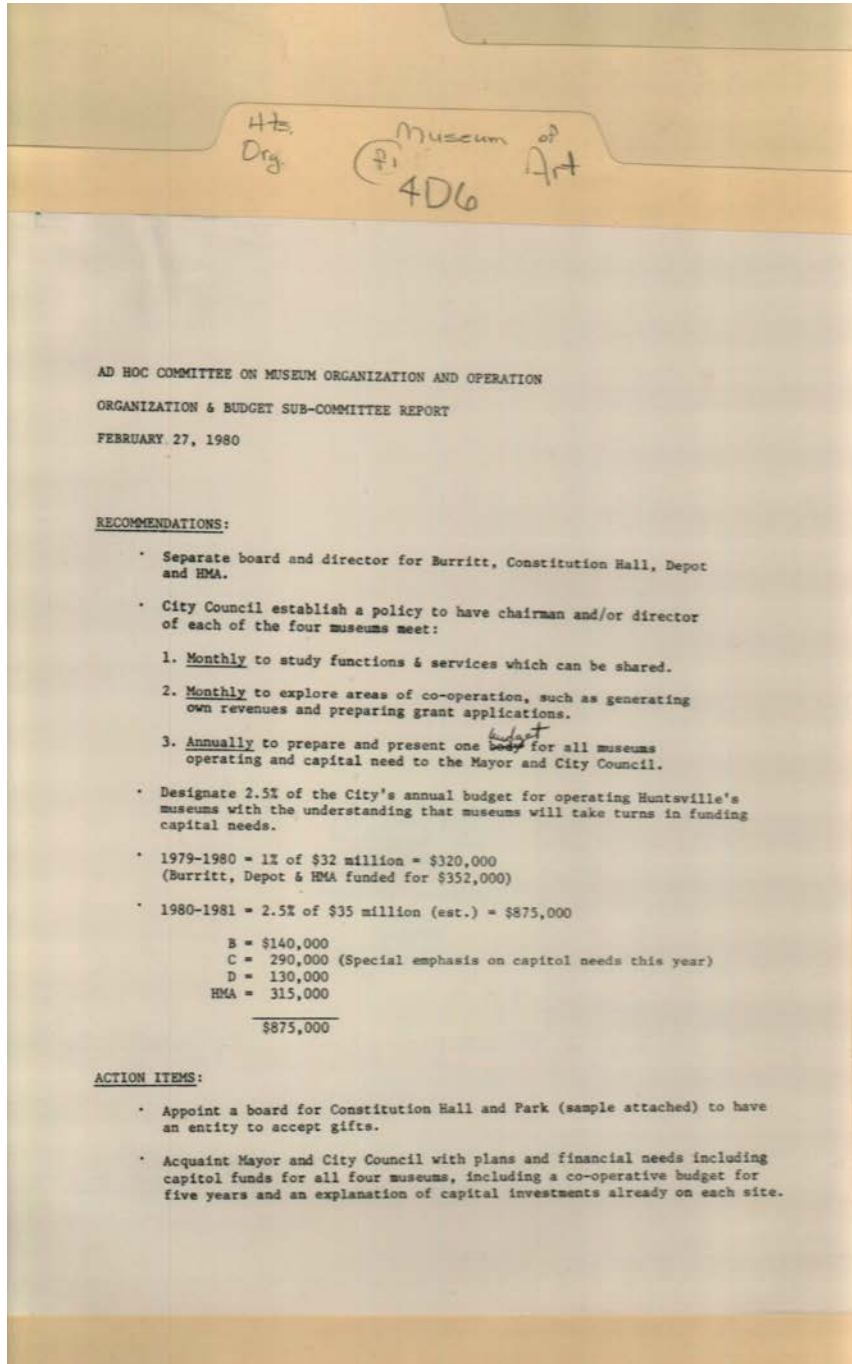 Hts.
Org.
Museum of
Art
4D6
AD HOC COMMITTEE ON MUSEUM ORGANIZATION AND OPERATION
ORGANIZATION & BUDGET SUB-COMMITTEE REPORT
FEBRUARY 27, 1980
RECOMMENDATIONS:
· Separate board and director for Burritt, Constitution Hall, Depot
and HMA.
· City Council establish a policy to have chairman and/or director
of each of the four museums meet:
1. Monthly to study functions & services which can be shared.
2. Monthly to explore areas of co-operation, such as generating
own revenues and preparing grant applications.
budget
3. Annually to prepare and present one body for all museums
operating and capital need to the Mayor and City Council.
· Designate 2.5% of the City's annual budget for operating Huntsville's
museums with the understanding that museums will take turns in funding
capital needs.
· 1979-1980 = 1% of $32 million = $320,000
(Burritt, Depot & HMA funded for $352,000)
· 1980-1981 = 2.5% of $35 million (est.) = $875,000
B = $140,000
C = 290,000 (Special emphasis on capitol needs this year)
D = 130,000
HMA = 315,000
$875,000
ACTION ITEMS:
· Appoint a board for Constitution Hall and Park (sample attached) to have
an entity to accept gifts.
· Acquaint Mayor and City Council with plans and financial needs including
capitol funds for all four museums, including a co-operative budget for
five years and an explanation of capital investments already on each site.